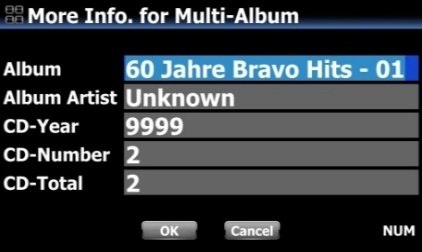 More Info. for Multi-Album
Album 60 Jahre Bravo Hits - 01
Album Artist Unknown
CD-Year 9999
CD-Number 2
CD-Total 2
OK Cancel NUM